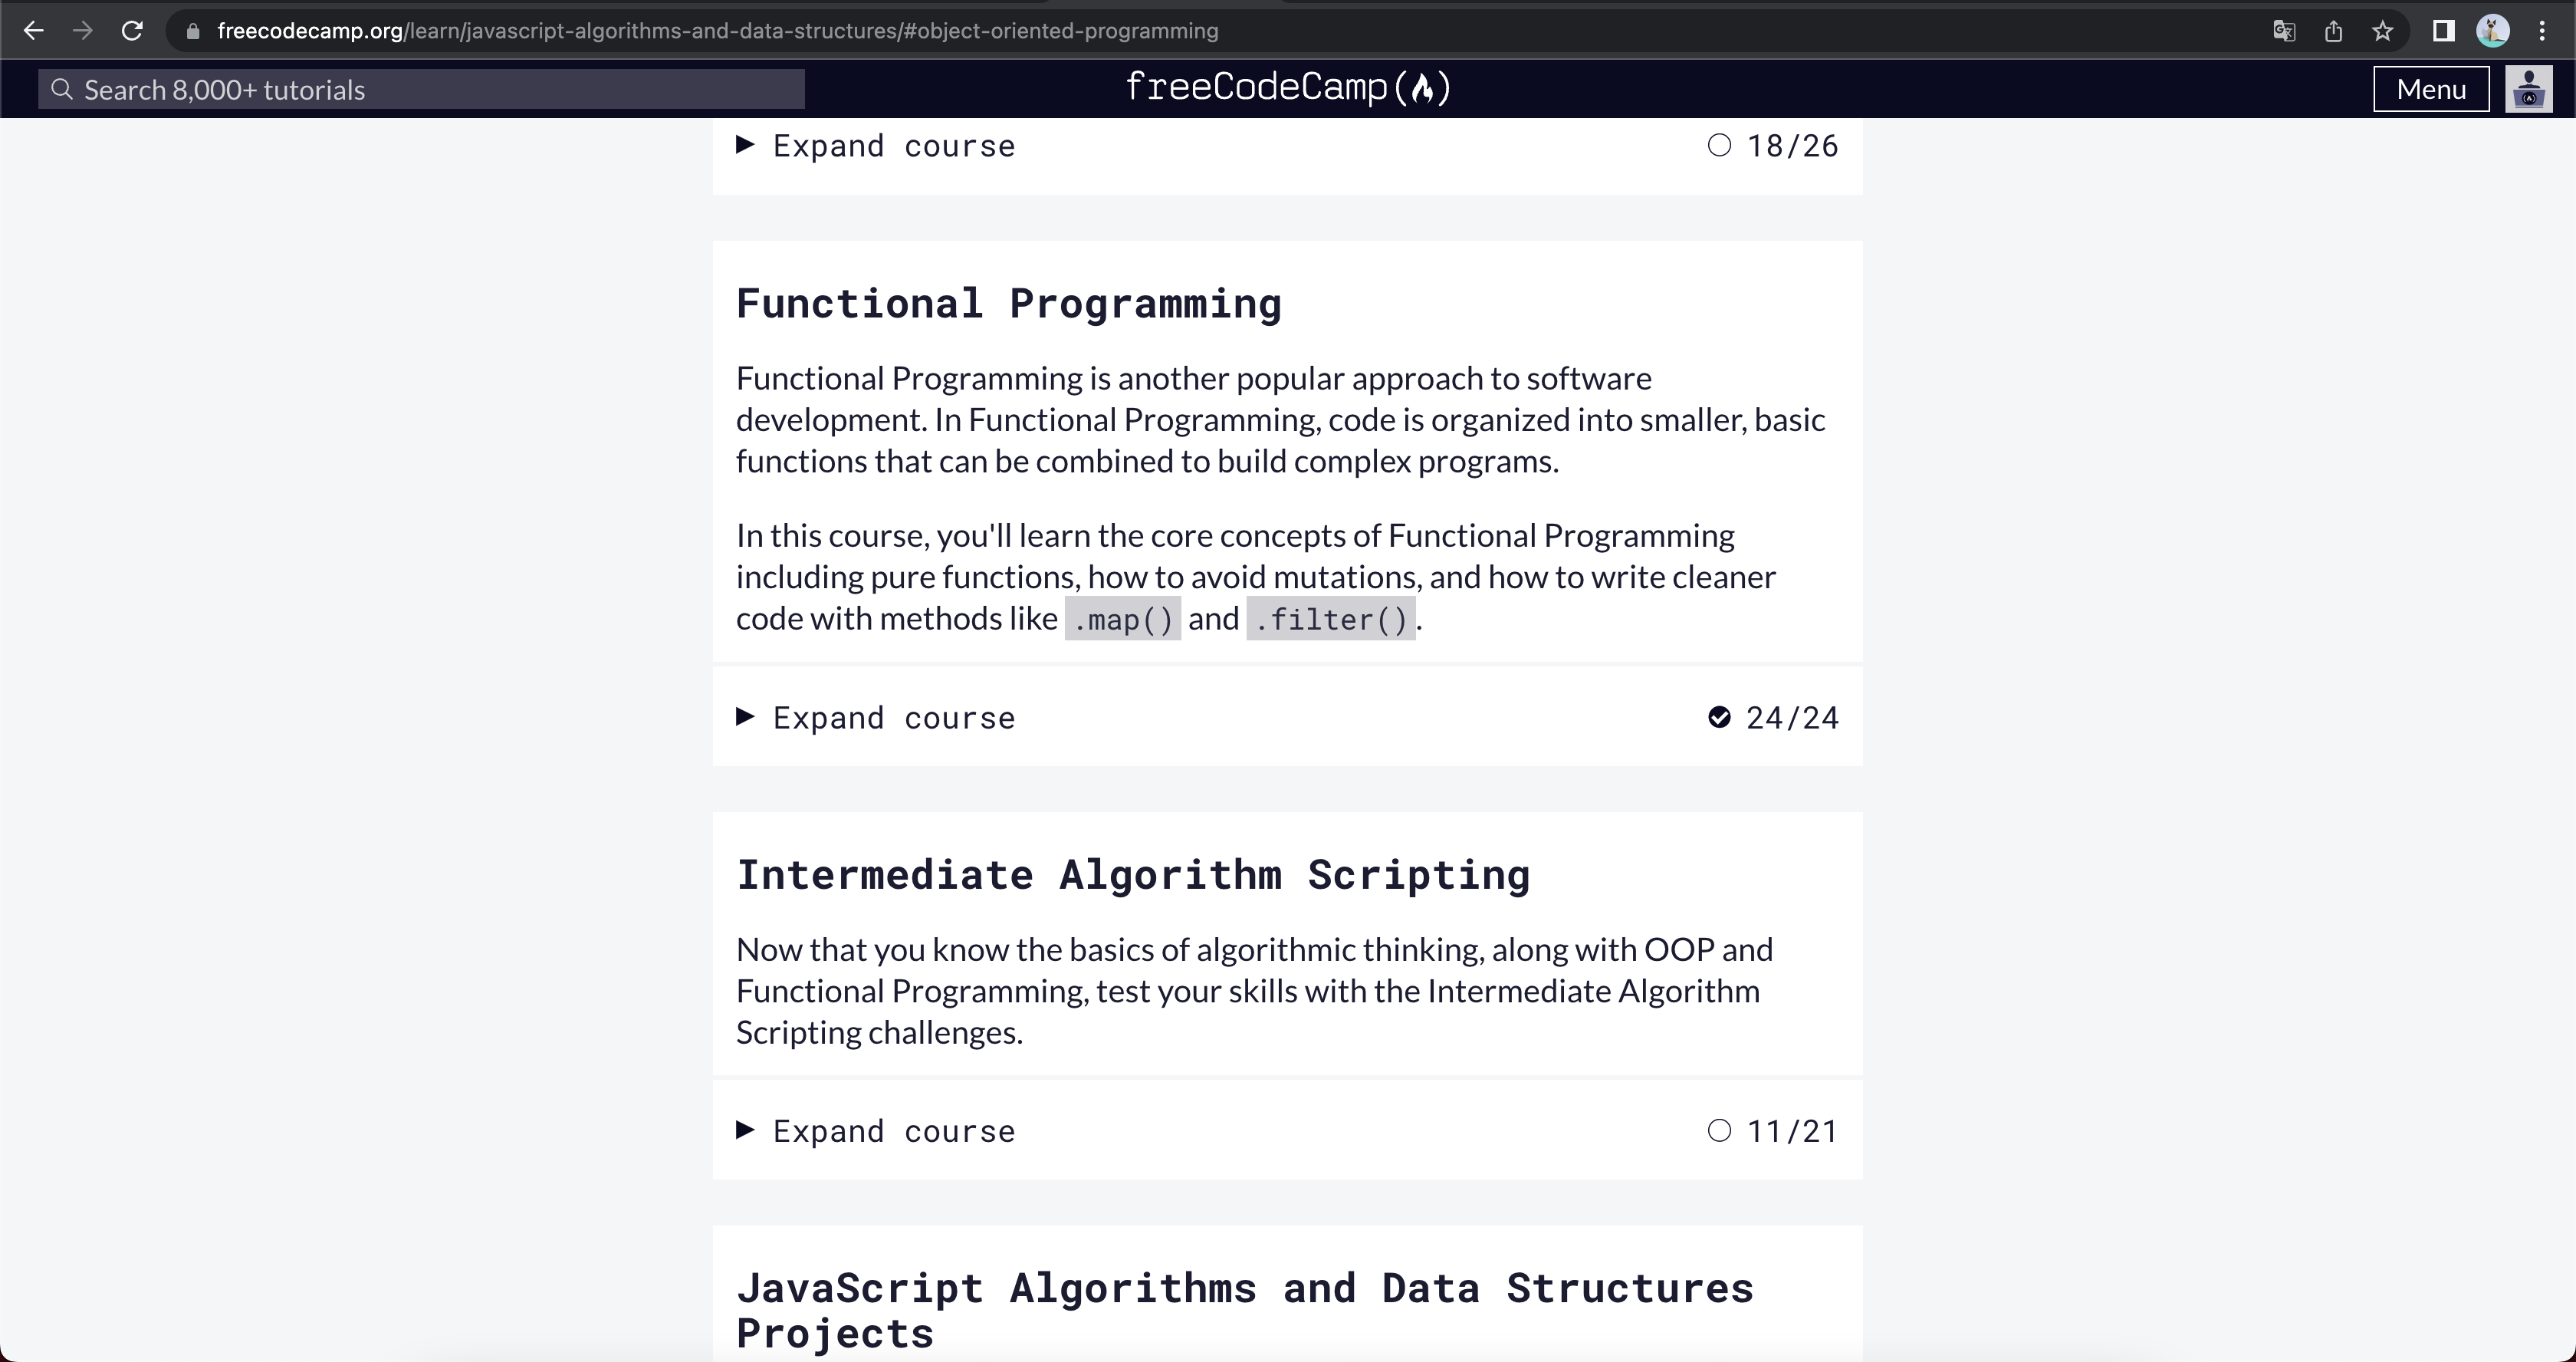 freecodecamp.org/learn/javascript-algorithms-and-data-structures/#object-oriented-programming
Search 8,000+ tutorials
freeCodeCamp
Menu
Expand course 18/26
Functional Programming
Functional Programming is another popular approach to software
development. In Functional Programming, code is organized into smaller, basic
functions that can be combined to build complex programs.
In this course, you'll learn the core concepts of Functional Programming
including pure functions, how to avoid mutations, and how to write cleaner
code with methods like .map() and .filter().
Expand course 24/24
Intermediate Algorithm Scripting
Now that you know the basics of algorithmic thinking, along with OOP and
Functional Programming, test your skills with the Intermediate Algorithm
Scripting challenges.
Expand course 11/21
JavaScript Algorithms and Data Structures
Projects